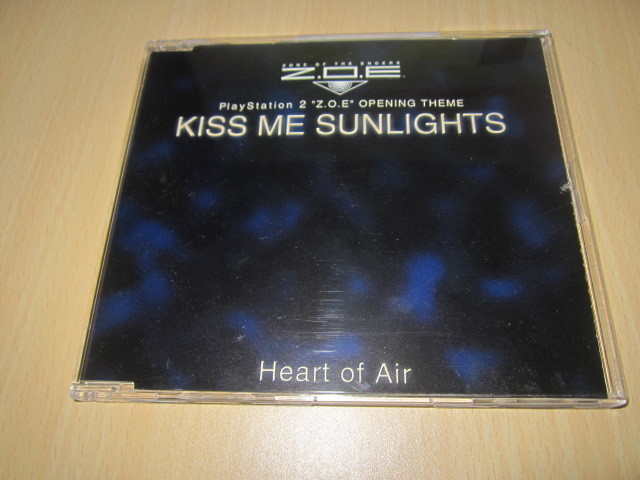 ZONE OF THE ENDERS
Z.O.E
PlayStation 2 "Z.O.E" OPENING THEME
KISS ME SUNLIGHTS
Heart of Air